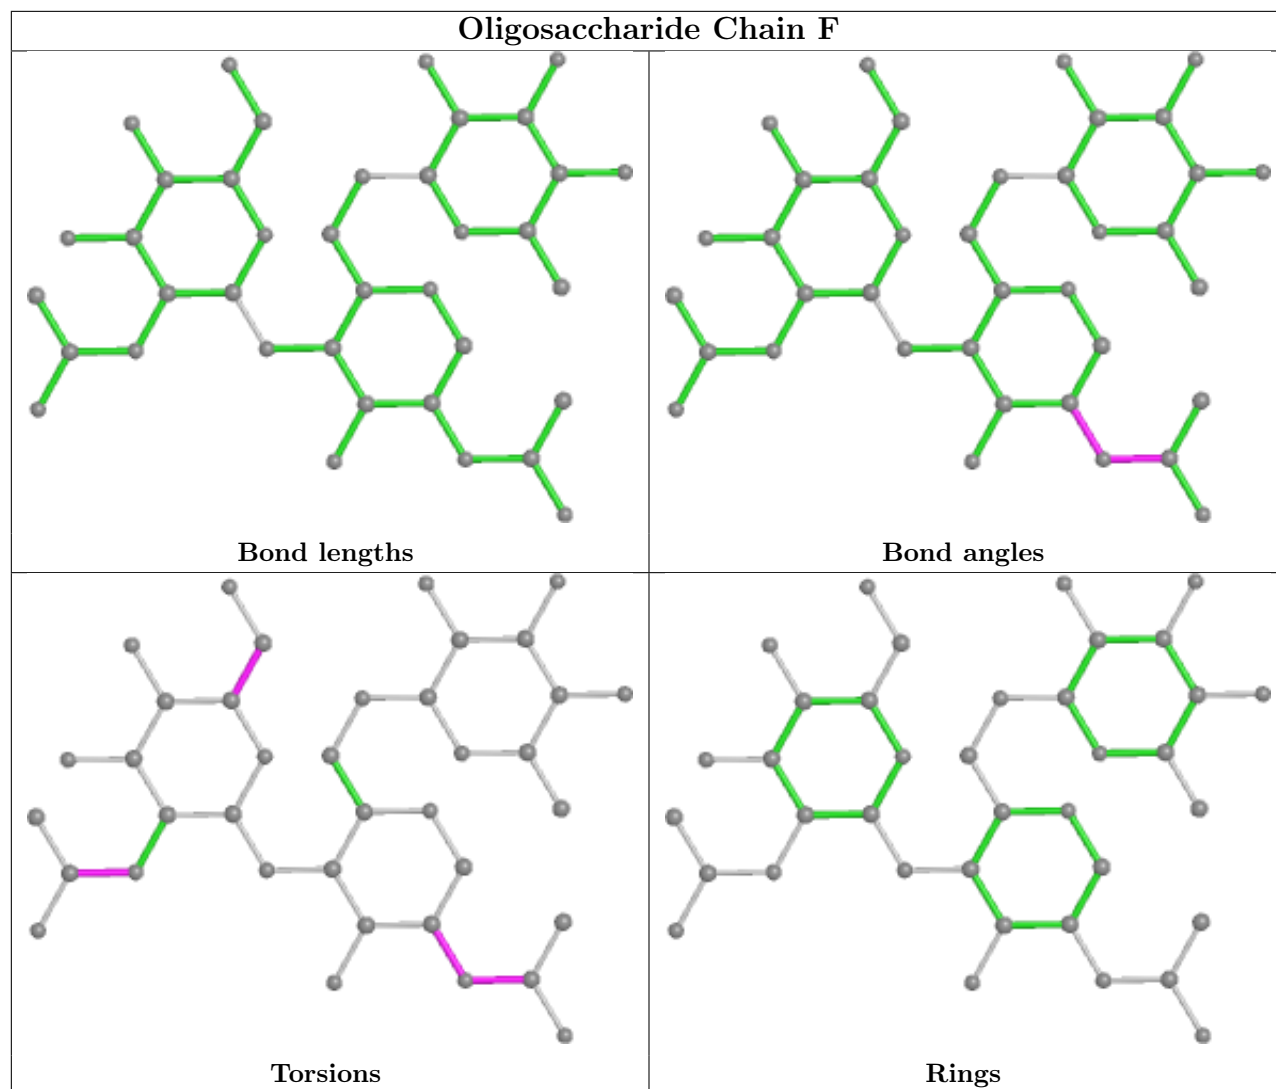 Oligosaccharide Chain F
Bond lengths
Bond angles
Torsions
Rings